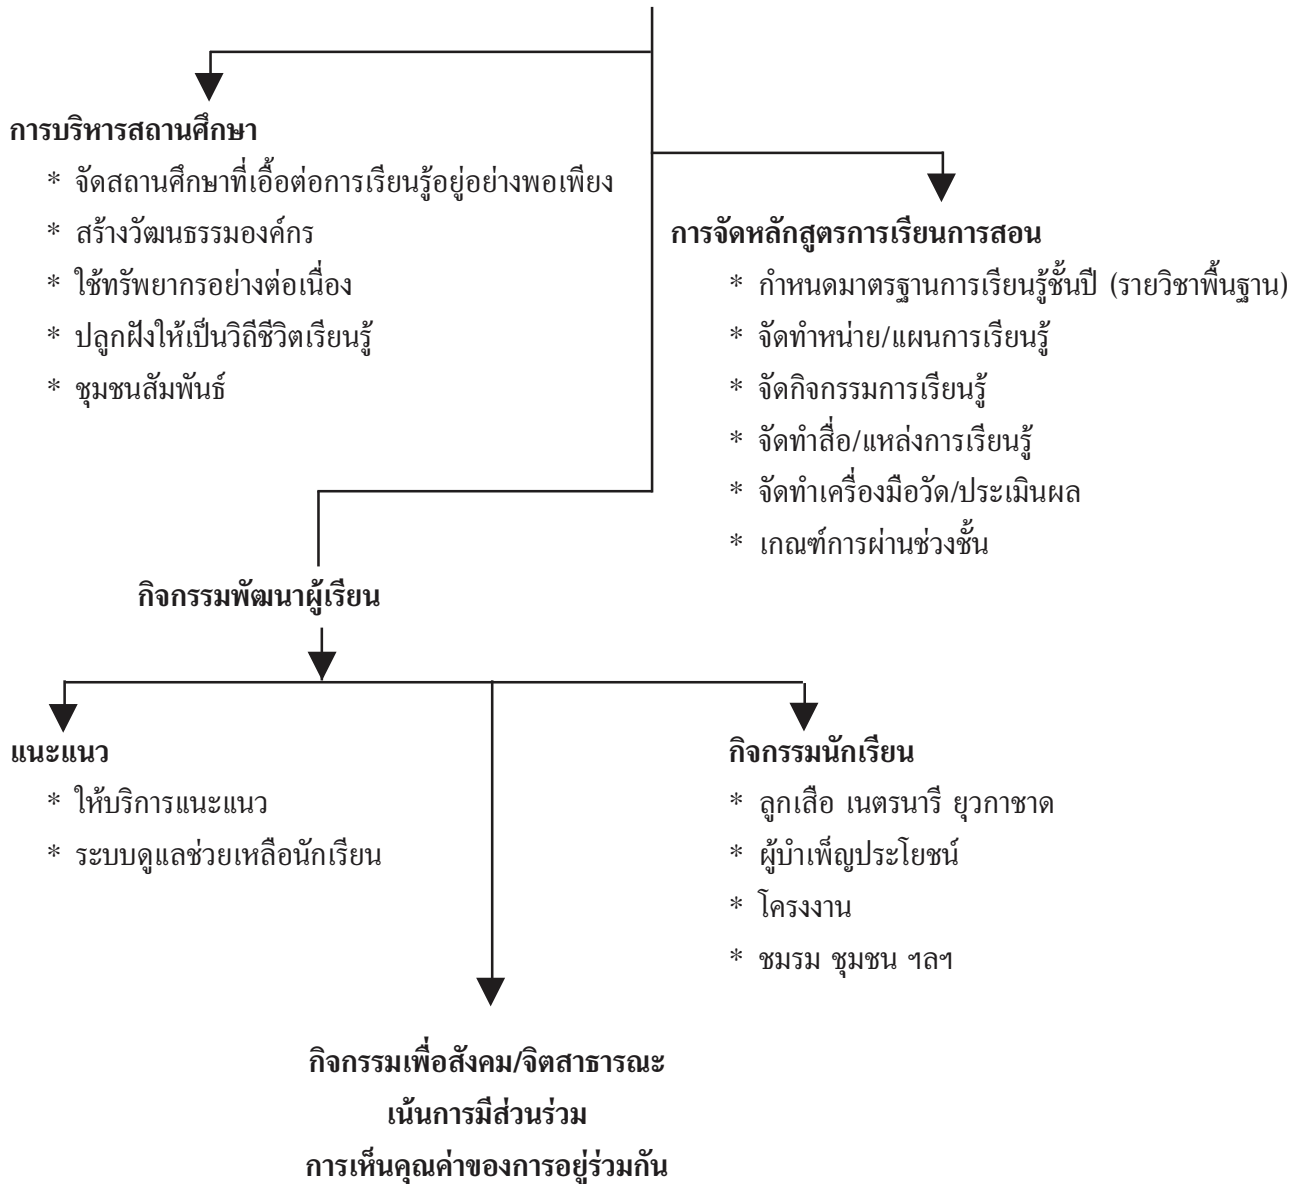 การบริหารสถานศึกษา
* จัดสถานศึกษาที่เอื้อต่อการเรียนรู้อยู่อย่างพอเพียง
* สร้างวัฒนธรรมองค์กร
* ใช้ทรัพยากรอย่างต่อเนื่อง
* ปลูกฝังให้เป็นวิถีชีวิตเรียนรู้
* ชุมชนสัมพันธ์
การจัดหลักสูตรการเรียนการสอน
* กำหนดมาตรฐานการเรียนรู้ชั้นปี (รายวิชาพื้นฐาน)
* จัดทำหน่าย/แผนการเรียนรู้
* จัดกิจกรรมการเรียนรู้
* จัดทำสื่อ/แหล่งการเรียนรู้
* จัดทำเครื่องมือวัด/ประเมินผล
* เกณฑ์การผ่านช่วงชั้น
กิจกรรมพัฒนาผู้เรียน
แนะแนว
* ให้บริการแนะแนว
* ระบบดูแลช่วยเหลือนักเรียน
กิจกรรมนักเรียน
* ลูกเสือ เนตรนารี ยุวกาชาด
* ผู้บำเพ็ญประโยชน์
* โครงงาน
* ชมรม ชุมชน ฯลฯ
กิจกรรมเพื่อสังคม/จิตสาธารณะ
เน้นการมีส่วนร่วม
การเห็นคุณค่าของการอยู่ร่วมกัน